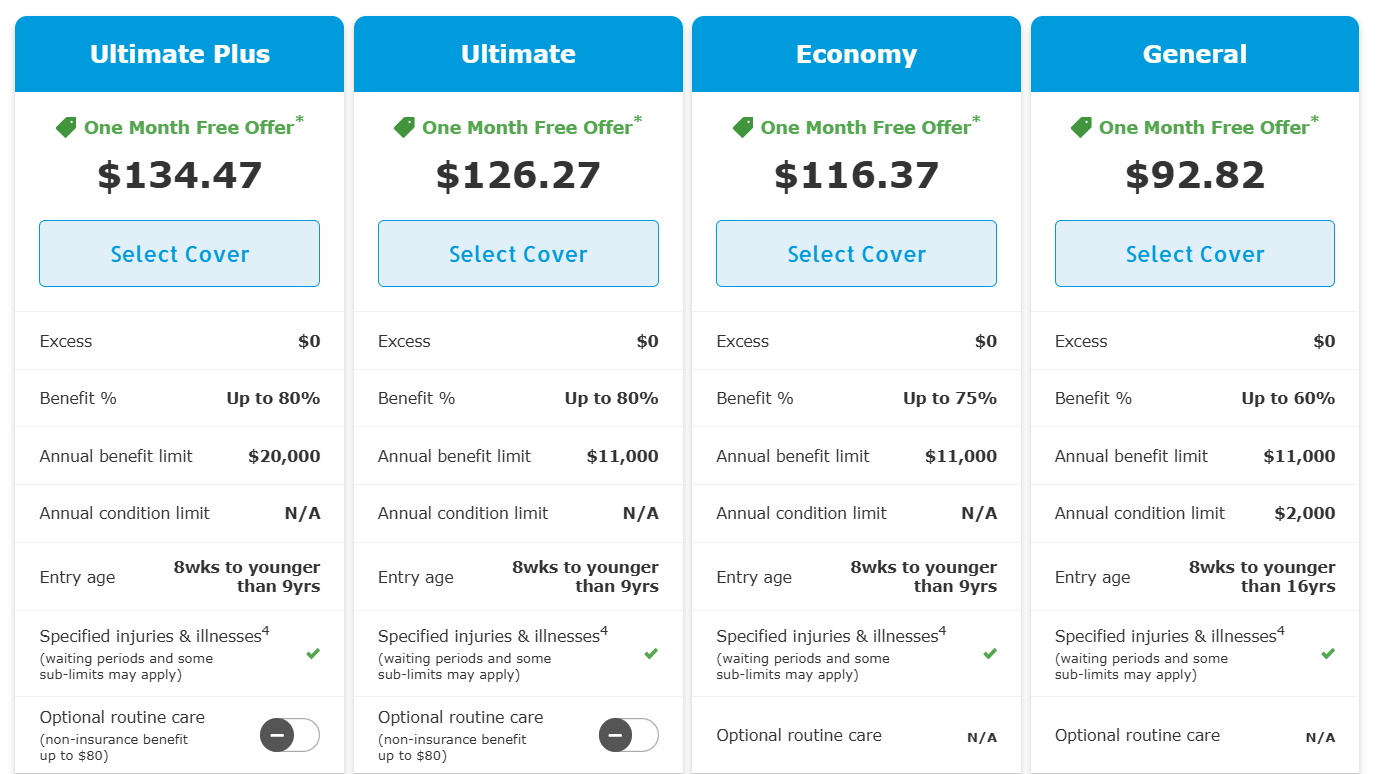 Ultimate Plus
One Month Free Offer*
$134.47
Select Cover
Excess $0
Benefit % Up to 80%
Annual benefit limit $20,000
Annual condition limit N/A
Entry age 8wks to younger
than 9yrs
Specified injuries & illnesses4
(waiting periods and some
sub-limits may apply)
Optional routine care
(non-insurance benefit
up to $80)
Ultimate
One Month Free Offer*
$126.27
Select Cover
Excess $0
Benefit % Up to 80%
Annual benefit limit $11,000
Annual condition limit N/A
Entry age 8wks to younger
than 9yrs
Specified injuries & illnesses4
(waiting periods and some
sub-limits may apply)
Optional routine care
(non-insurance benefit
up to $80)
Economy
One Month Free Offer*
$116.37
Select Cover
Excess $0
Benefit % Up to 75%
Annual benefit limit $11,000
Annual condition limit N/A
Entry age 8wks to younger
than 9yrs
Specified injuries & illnesses4
(waiting periods and some
sub-limits may apply)
Optional routine care N/A
General
One Month Free Offer*
$92.82
Select Cover
Excess $0
Benefit % Up to 60%
Annual benefit limit $11,000
Annual condition limit $2,000
Entry age 8wks to younger
than 16yrs
Specified injuries & illnesses4
(waiting periods and some
sub-limits may apply)
Optional routine care N/A